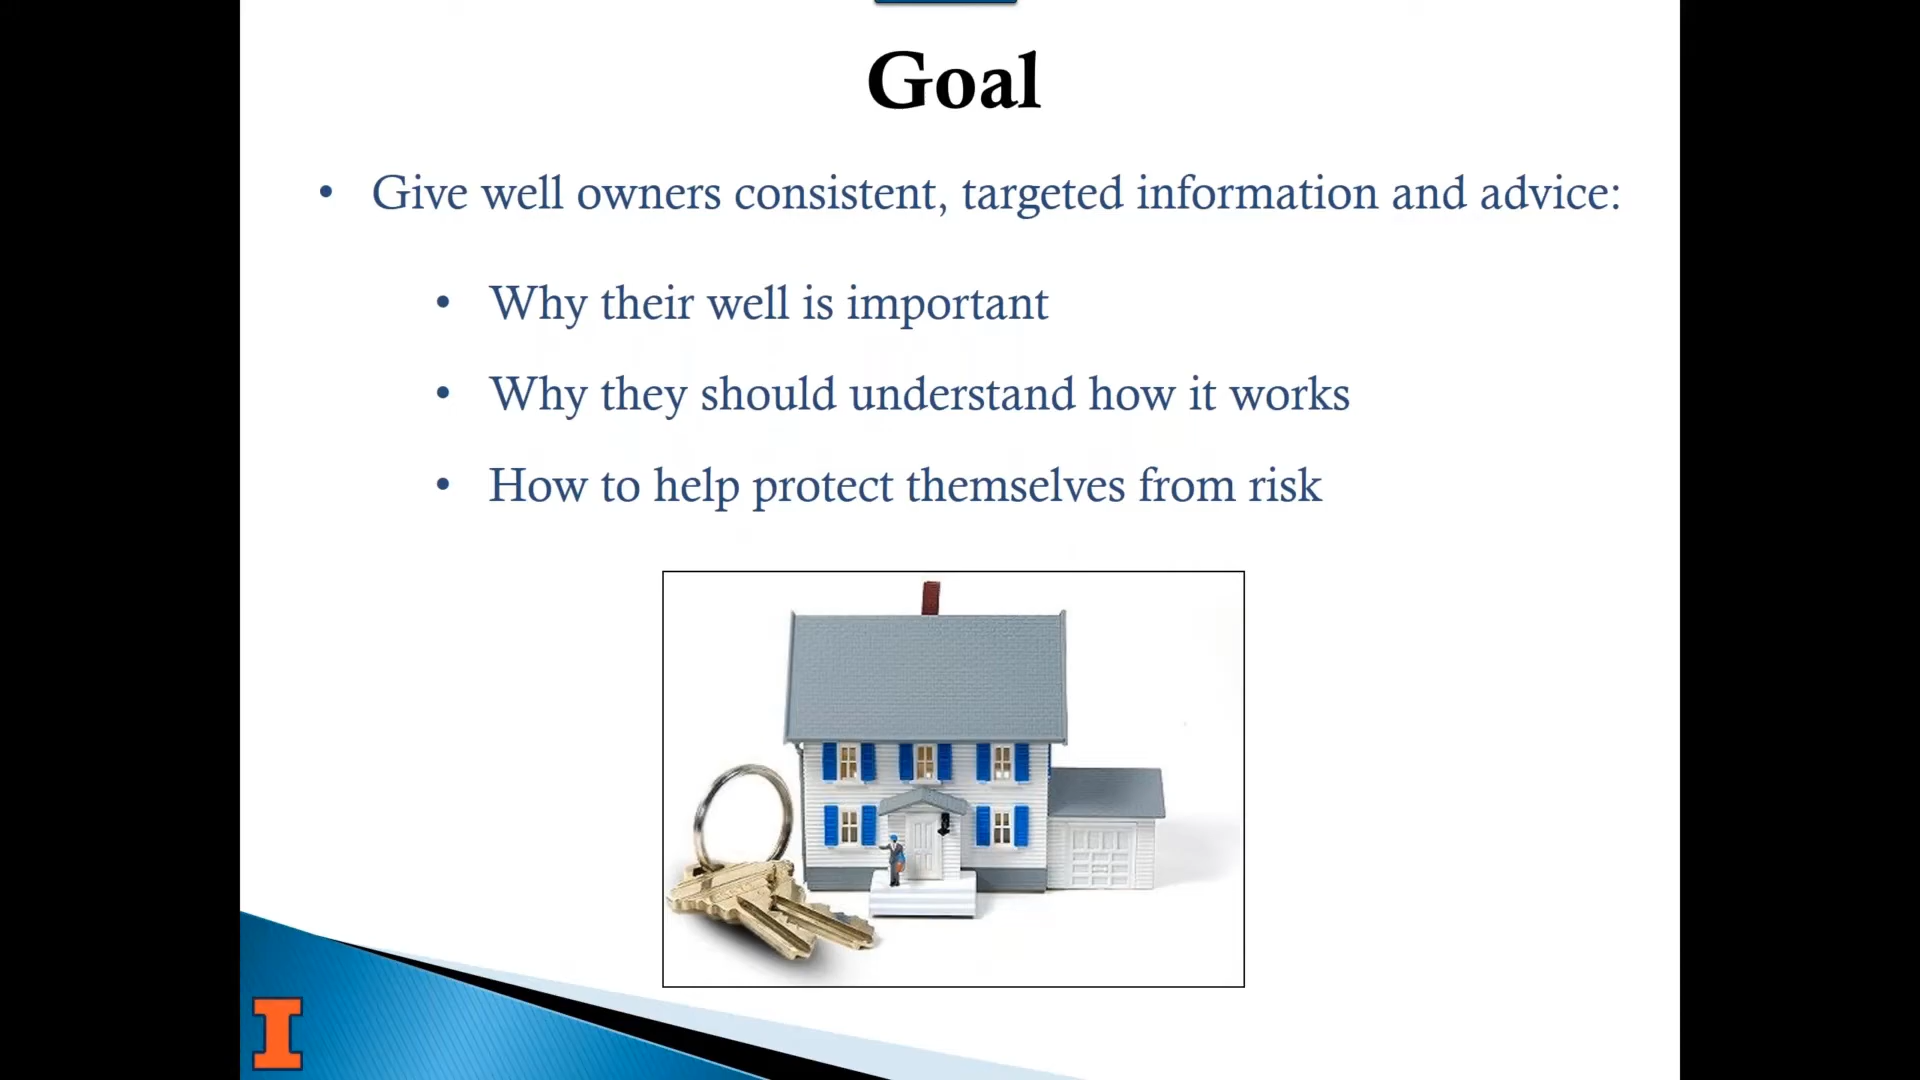 Goal
• Give well owners consistent, targeted information and advice:
• Why their well is important
• Why they should understand how it works
• How to help protect themselves from risk
I